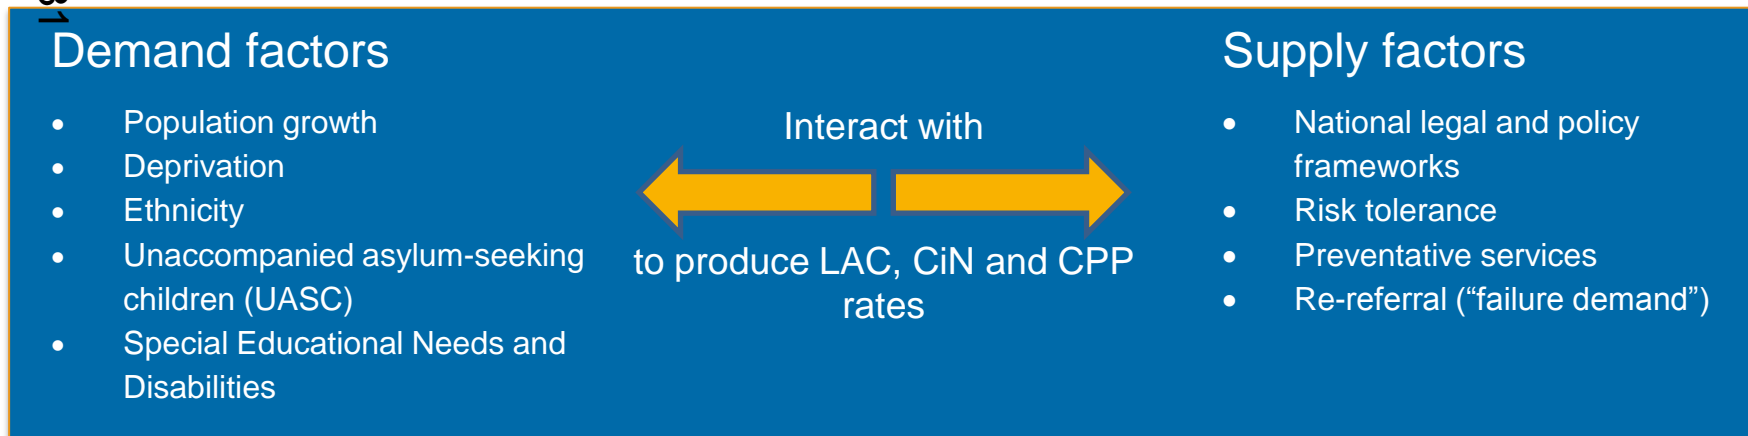 Demand factors
• Population growth
• Deprivation
• Ethnicity
• Unaccompanied asylum-seeking
children (UASC)
• Special Educational Needs and
Disabilities
Interact with
to produce LAC, CiN and CPP
rates
Supply factors
• National legal and policy
frameworks
• Risk tolerance
• Preventative services
• Re-referral (“failure demand”)